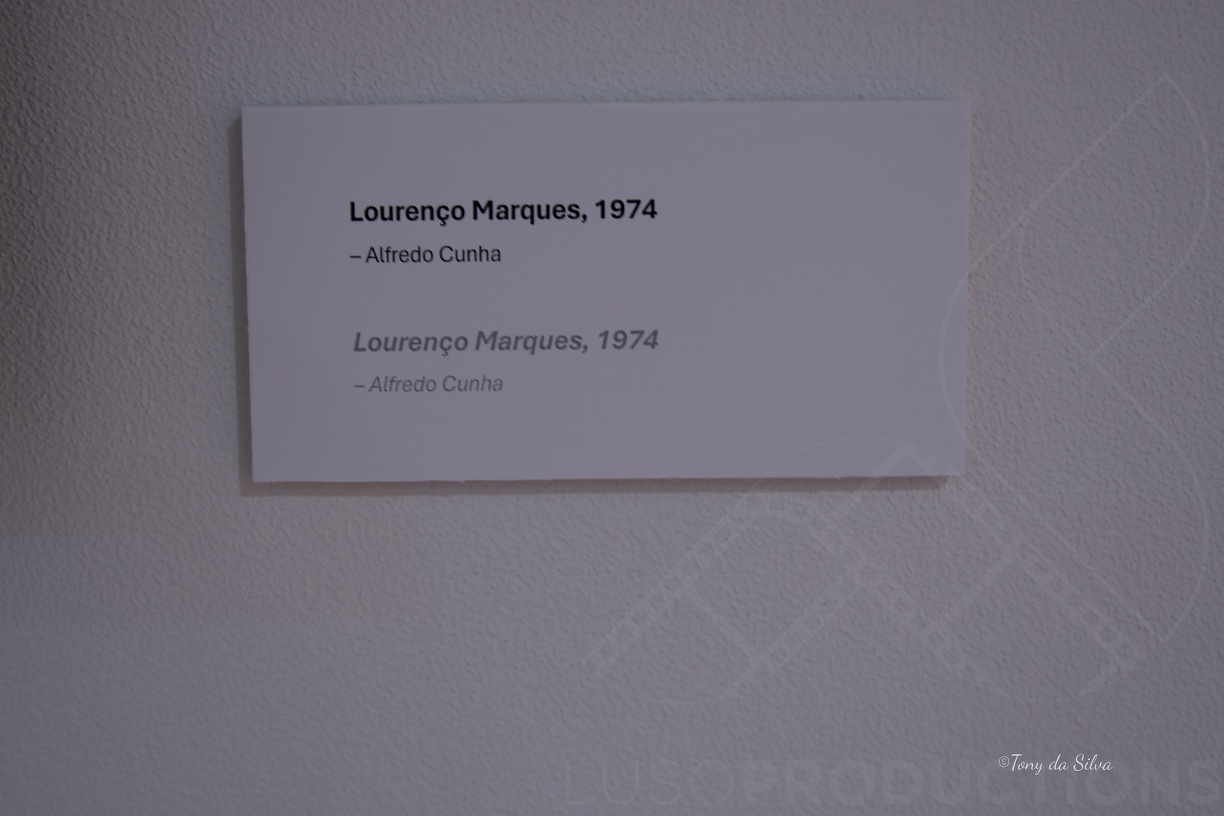 Lourenço Marques, 1974
– Alfredo Cunha
Lourenço Marques, 1974
– Alfredo Cunha
©Tony da Silva
LUSOPRODUCTIONS